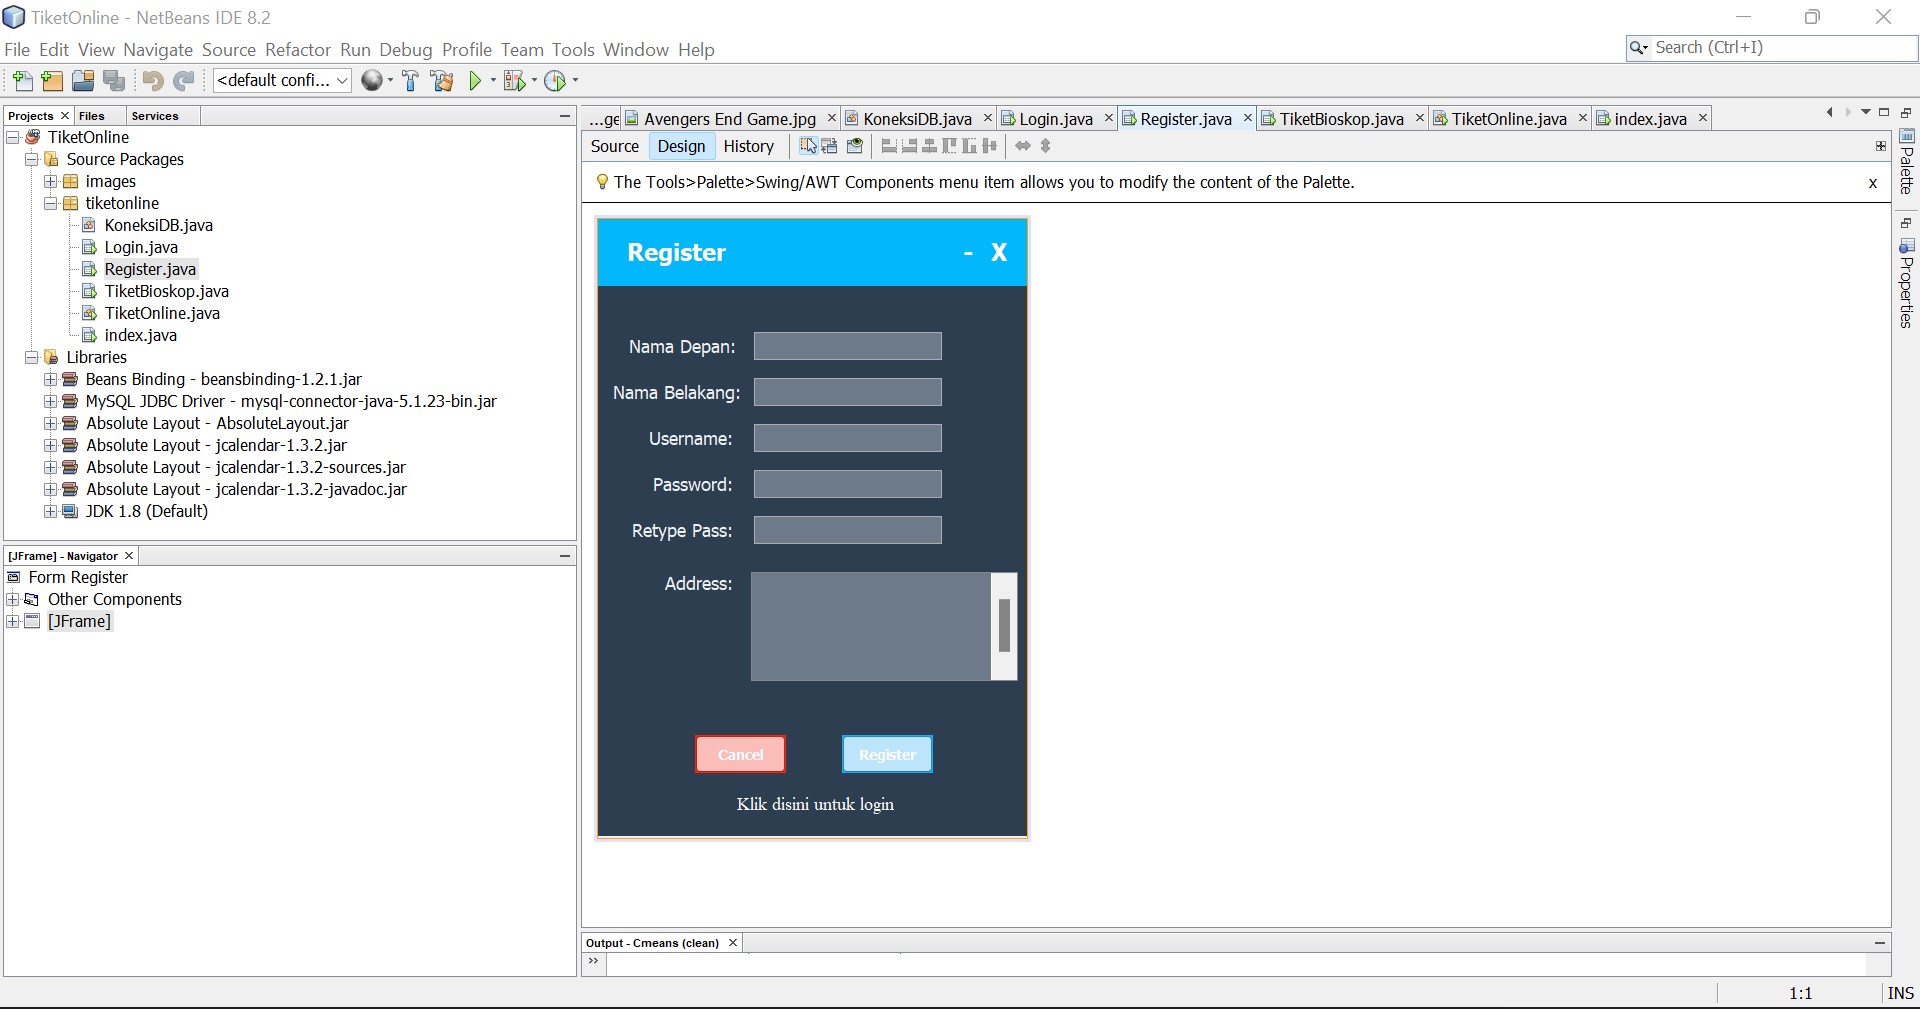 TiketOnline - NetBeans IDE 8.2
File Edit View Navigate Source Refactor Run Debug Profile Team Tools Window Help
Search (Ctrl+I)
<default confi...
Projects Files Services
TiketOnline
Source Packages
images
tiketonline
KoneksiDB.java
Login.java
Register.java
TiketBioskop.java
TiketOnline.java
index.java
Libraries
Beans Binding - beansbinding-1.2.1.jar
MySQL JDBC Driver - mysql-connector-java-5.1.23-bin.jar
Absolute Layout - AbsoluteLayout.jar
Absolute Layout - jcalendar-1.3.2.jar
Absolute Layout - jcalendar-1.3.2-sources.jar
Absolute Layout - jcalendar-1.3.2-javadoc.jar
JDK 1.8 (Default)
[JFrame] - Navigator
Form Register
Other Components
[JFrame]
...ge Avengers End Game.jpg KoneksiDB.java Login.java Register.java TiketBioskop.java TiketOnline.java index.java
Source Design History
The Tools>Palette>Swing/AWT Components menu item allows you to modify the content of the Palette. x
Register - X
Nama Depan:
Nama Belakang:
Username:
Password:
Retype Pass:
Address:
Cancel Register
Klik disini untuk login
Palette
Properties
Output - Cmeans (clean)
>>
1:1 INS